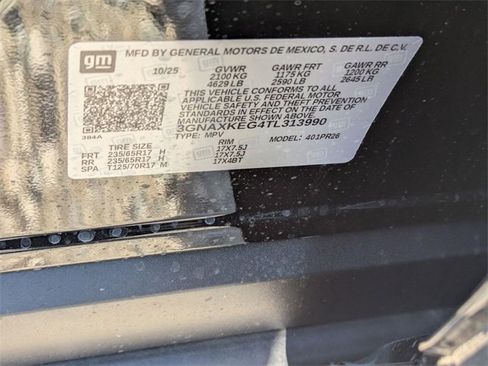 gm MFD BY GENERAL MOTORS DE MEXICO, S. DE R.L. DE C.V.
10/25 GVWR GAWR FRT GAWR RR
2100 KG 1175 KG 1200 KG
4629 LB 2590 LB 2645 LB
THIS VEHICLE CONFORMS TO ALL
APPLICABLE U.S. FEDERAL MOTOR
VEHICLE SAFETY AND THEFT PREVENTION
STANDARDS IN EFFECT ON THE DATE OF
MANUFACTURE SHOWN ABOVE.
3GNAXKEG4TL313990
384A TYPE: MPV MODEL: 401PR26
TIRE SIZE RIM
FRT 235/65R17 H 17X7.5J
RR 235/65R17 H 17X7.5J
SPA T125/70R17 M 17X4BT